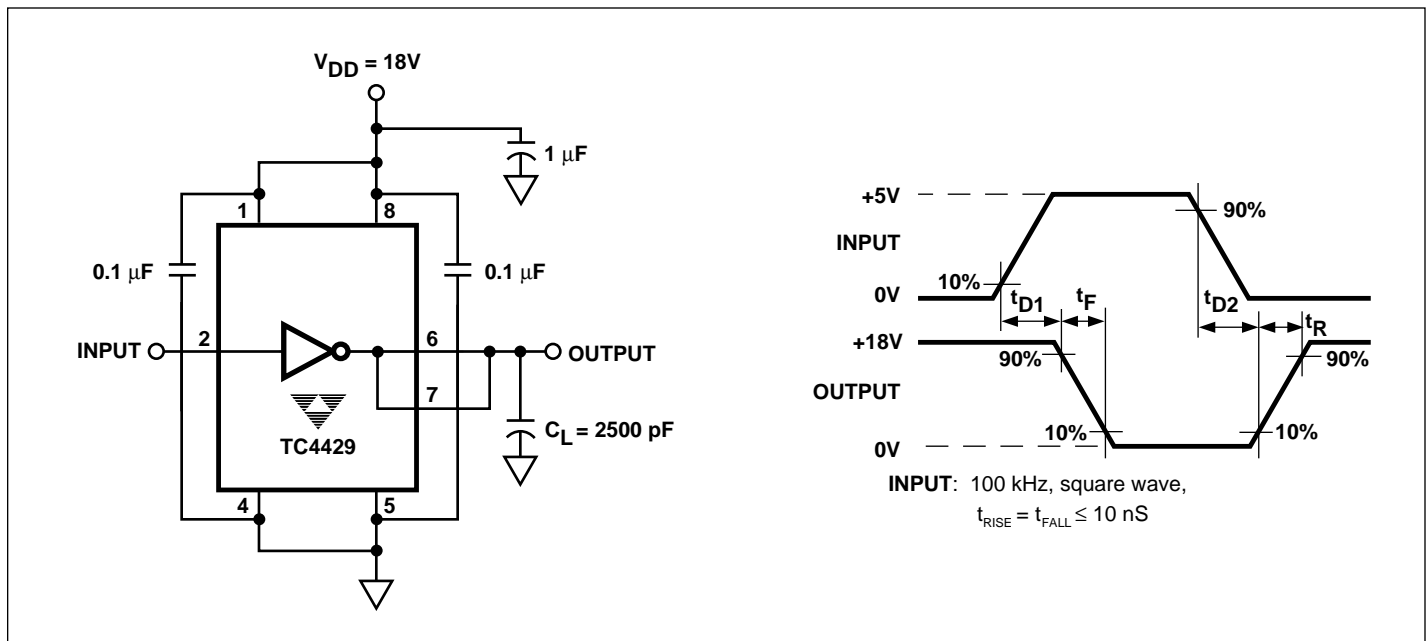 V_DD = 18V
1 μF
1
8
0.1 μF
0.1 μF
INPUT
2
6
OUTPUT
7
TC4429
C_L = 2500 pF
4
5
+5V
90%
INPUT
10%
0V
t_D1
t_F
t_D2
t_R
+18V
90%
90%
OUTPUT
10%
10%
0V
INPUT: 100 kHz, square wave,
t_RISE = t_FALL ≤ 10 nS